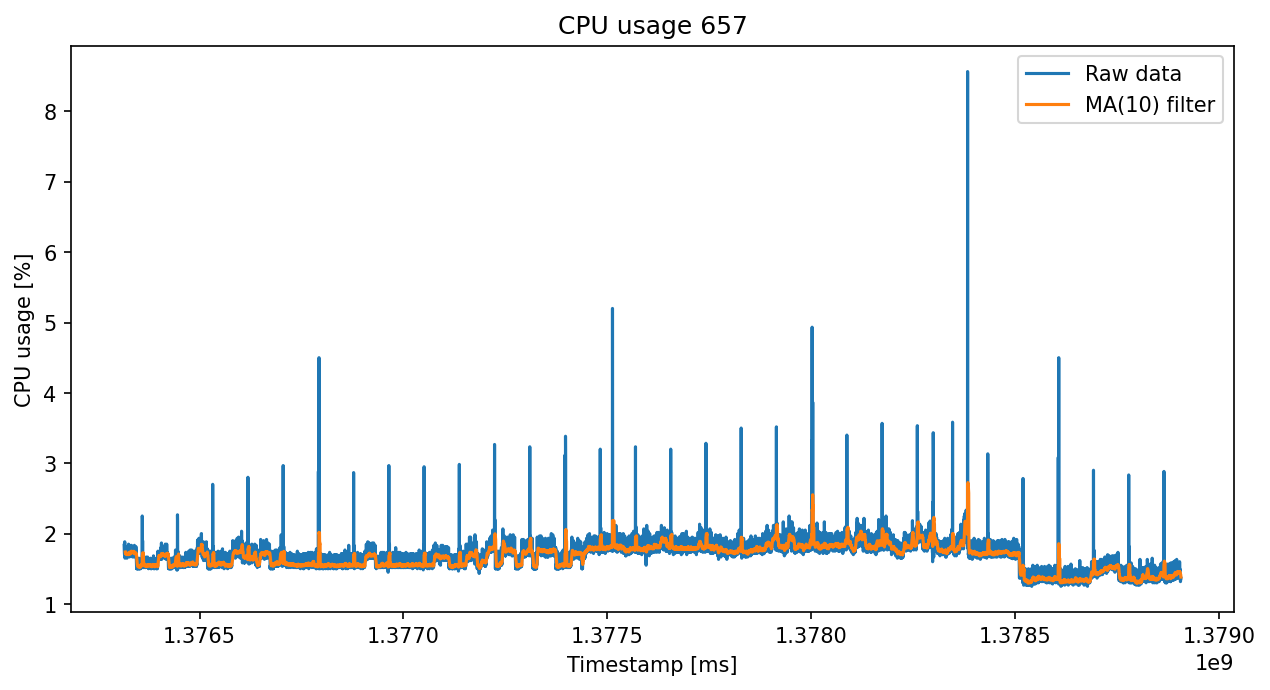 CPU usage 657
Raw data
MA(10) filter
CPU usage [%]
8
7
6
5
4
3
2
1
1.3765 1.3770 1.3775 1.3780 1.3785 1.3790
1e9
Timestamp [ms]